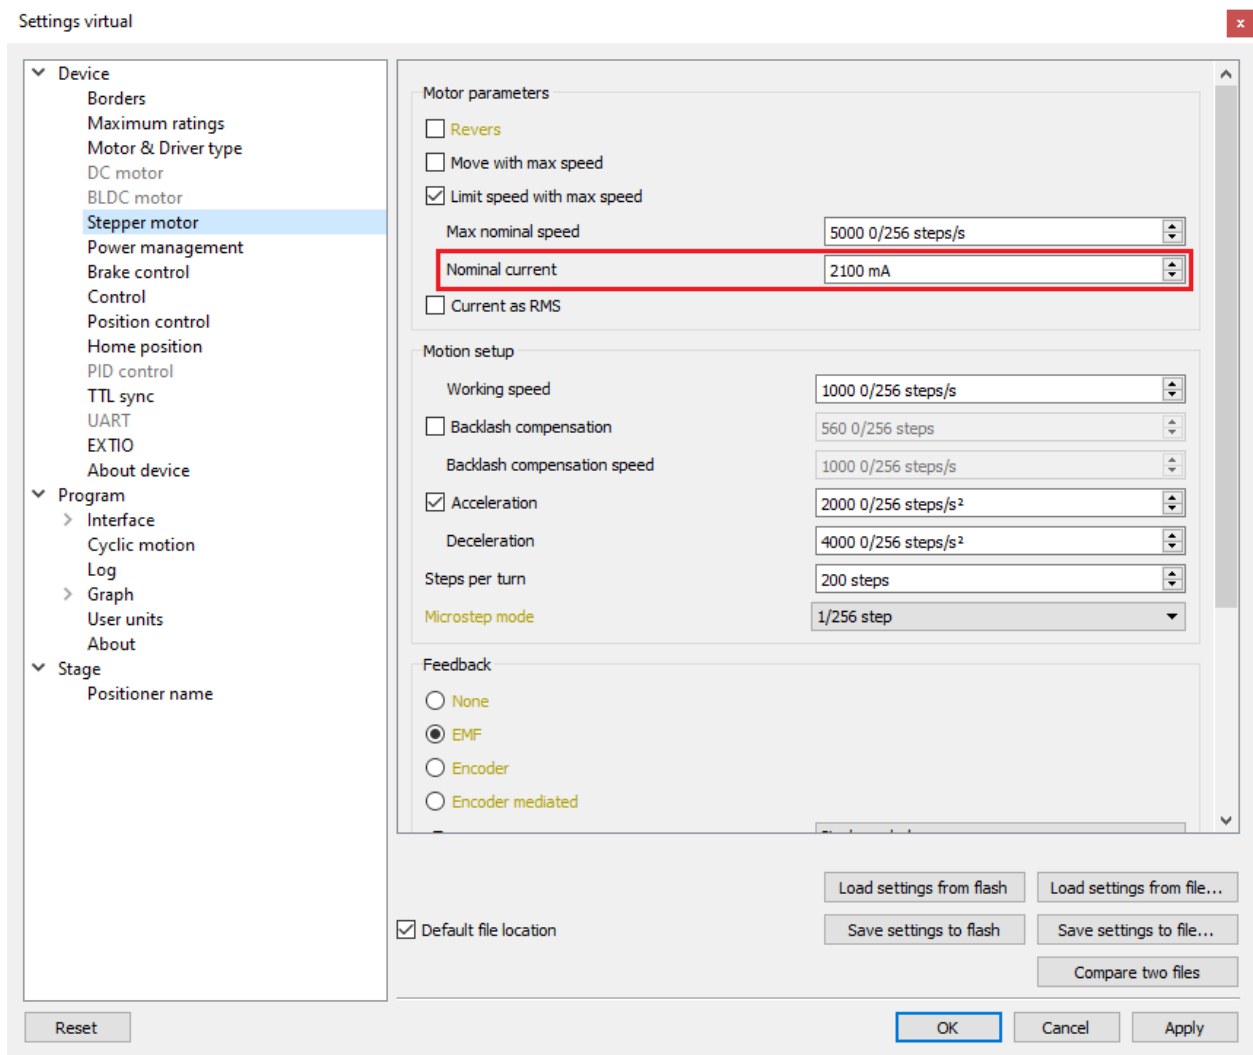 Settings virtual
x
Device
Borders
Maximum ratings
Motor & Driver type
DC motor
BLDC motor
Stepper motor
Power management
Brake control
Control
Position control
Home position
PID control
TTL sync
UART
EXTIO
About device
Program
Interface
Cyclic motion
Log
Graph
User units
About
Stage
Positioner name
Motor parameters
Revers
Move with max speed
Limit speed with max speed
Max nominal speed 5000 0/256 steps/s
Nominal current 2100 mA
Current as RMS
Motion setup
Working speed 1000 0/256 steps/s
Backlash compensation 560 0/256 steps
Backlash compensation speed 1000 0/256 steps/s
Acceleration 2000 0/256 steps/s²
Deceleration 4000 0/256 steps/s²
Steps per turn 200 steps
Microstep mode 1/256 step
Feedback
None
EMF
Encoder
Encoder mediated
Load settings from flash Load settings from file...
Default file location Save settings to flash Save settings to file...
Compare two files
Reset OK Cancel Apply